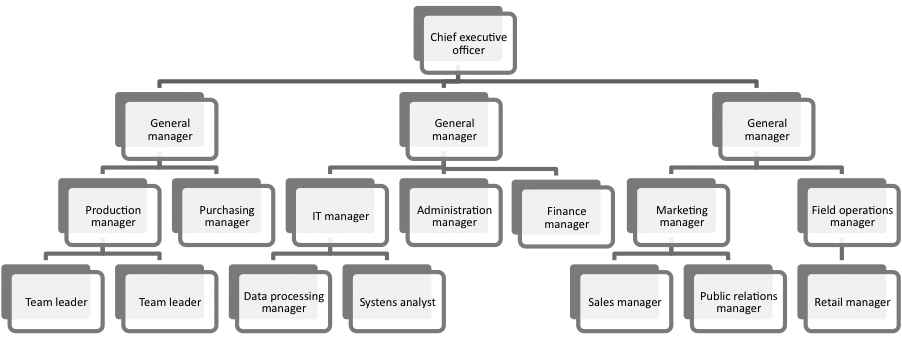 Chief executive
officer
General
manager
General
manager
General
manager
Production
manager
Purchasing
manager
IT manager
Administration
manager
Finance
manager
Marketing
manager
Field operations
manager
Team leader
Team leader
Data processing
manager
Systens analyst
Sales manager
Public relations
manager
Retail manager